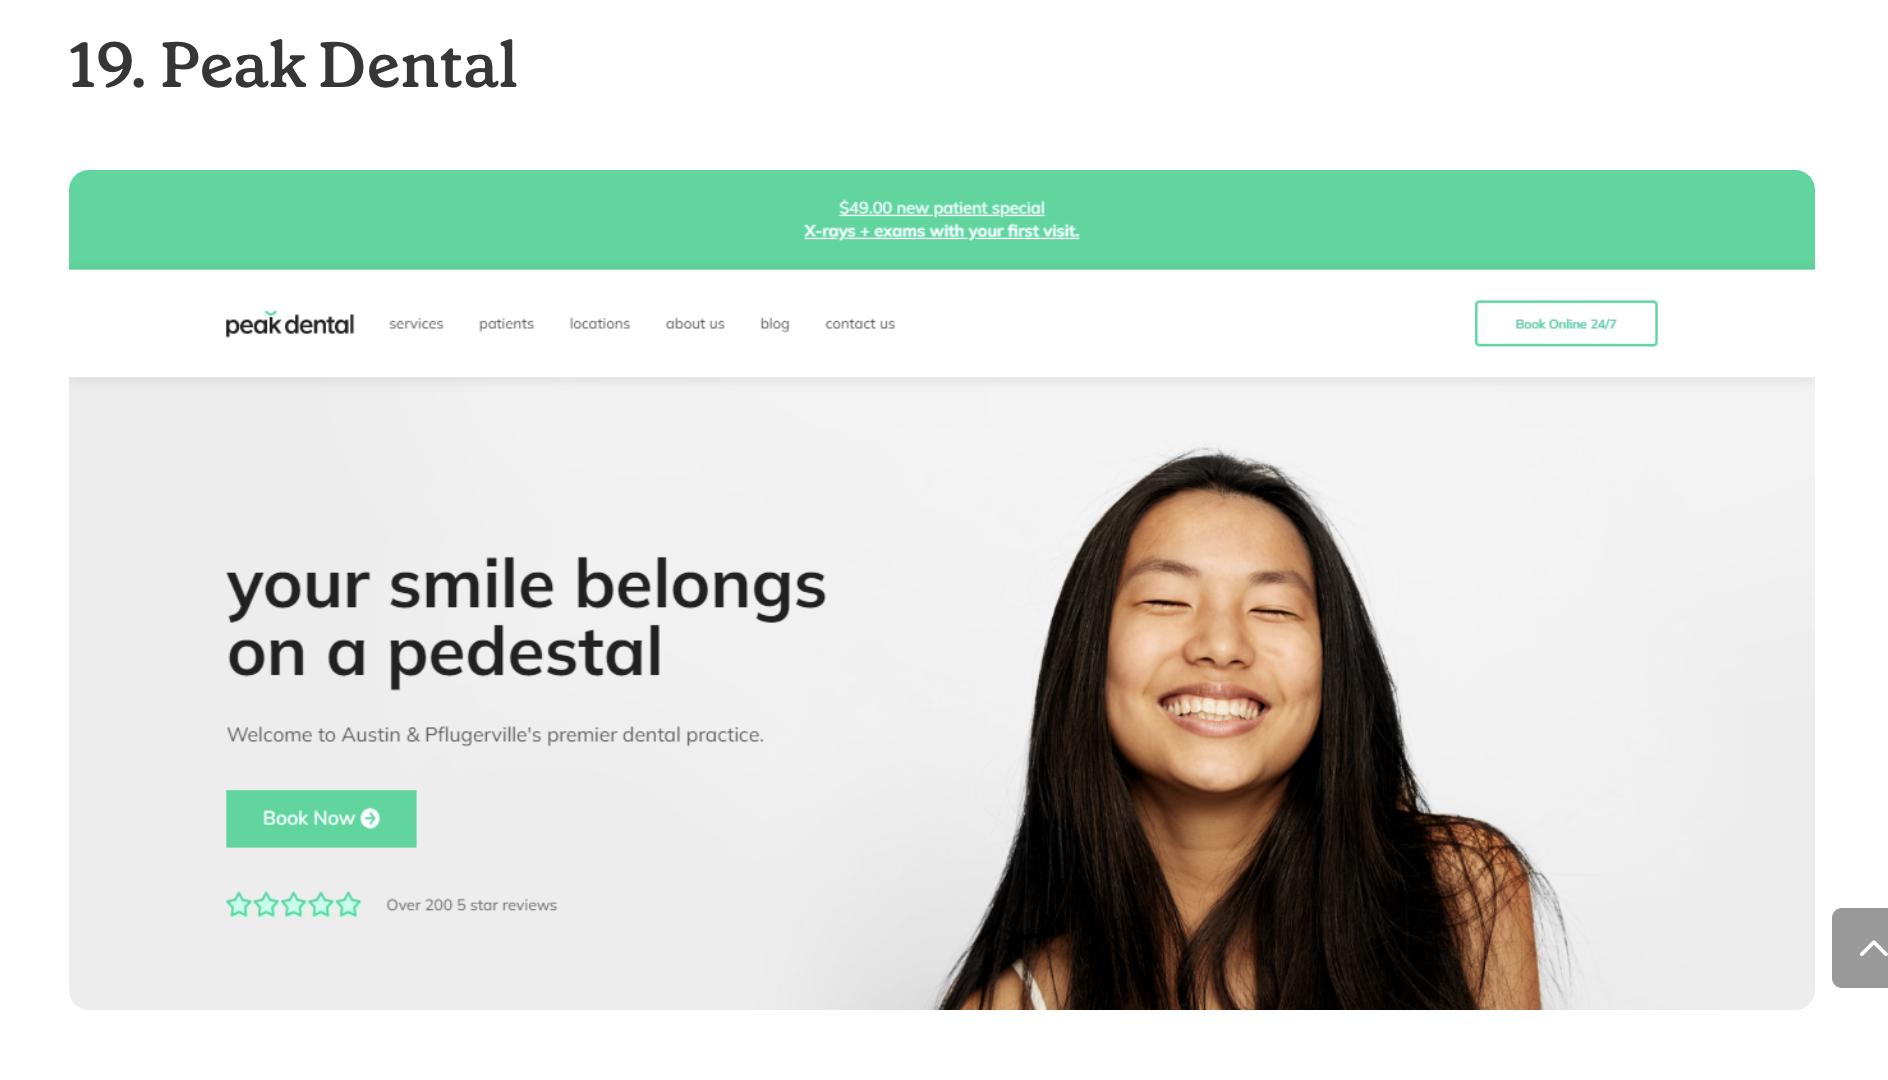 19. Peak Dental
$49.00 new patient special
X-rays + exams with your first visit.
peak dental
services
patients
locations
about us
blog
contact us
Book Online 24/7
your smile belongs
on a pedestal
Welcome to Austin & Pflugerville's premier dental practice.
Book Now
Over 200 5 star reviews